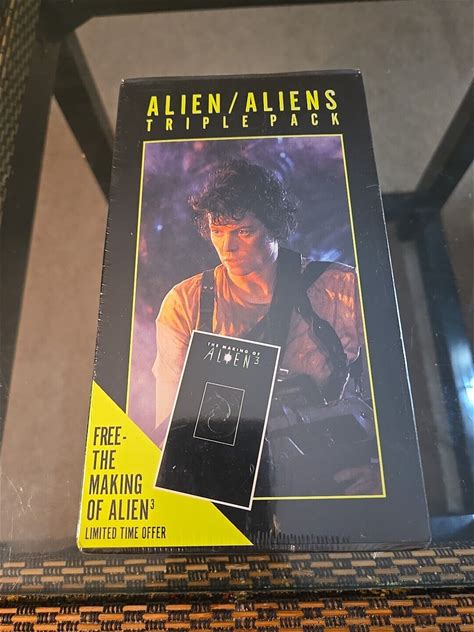 ALIEN/ALIENS
TRIPLE PACK
THE MAKING OF
ALIEN³
FREE-
THE
MAKING
OF ALIEN³
LIMITED TIME OFFER